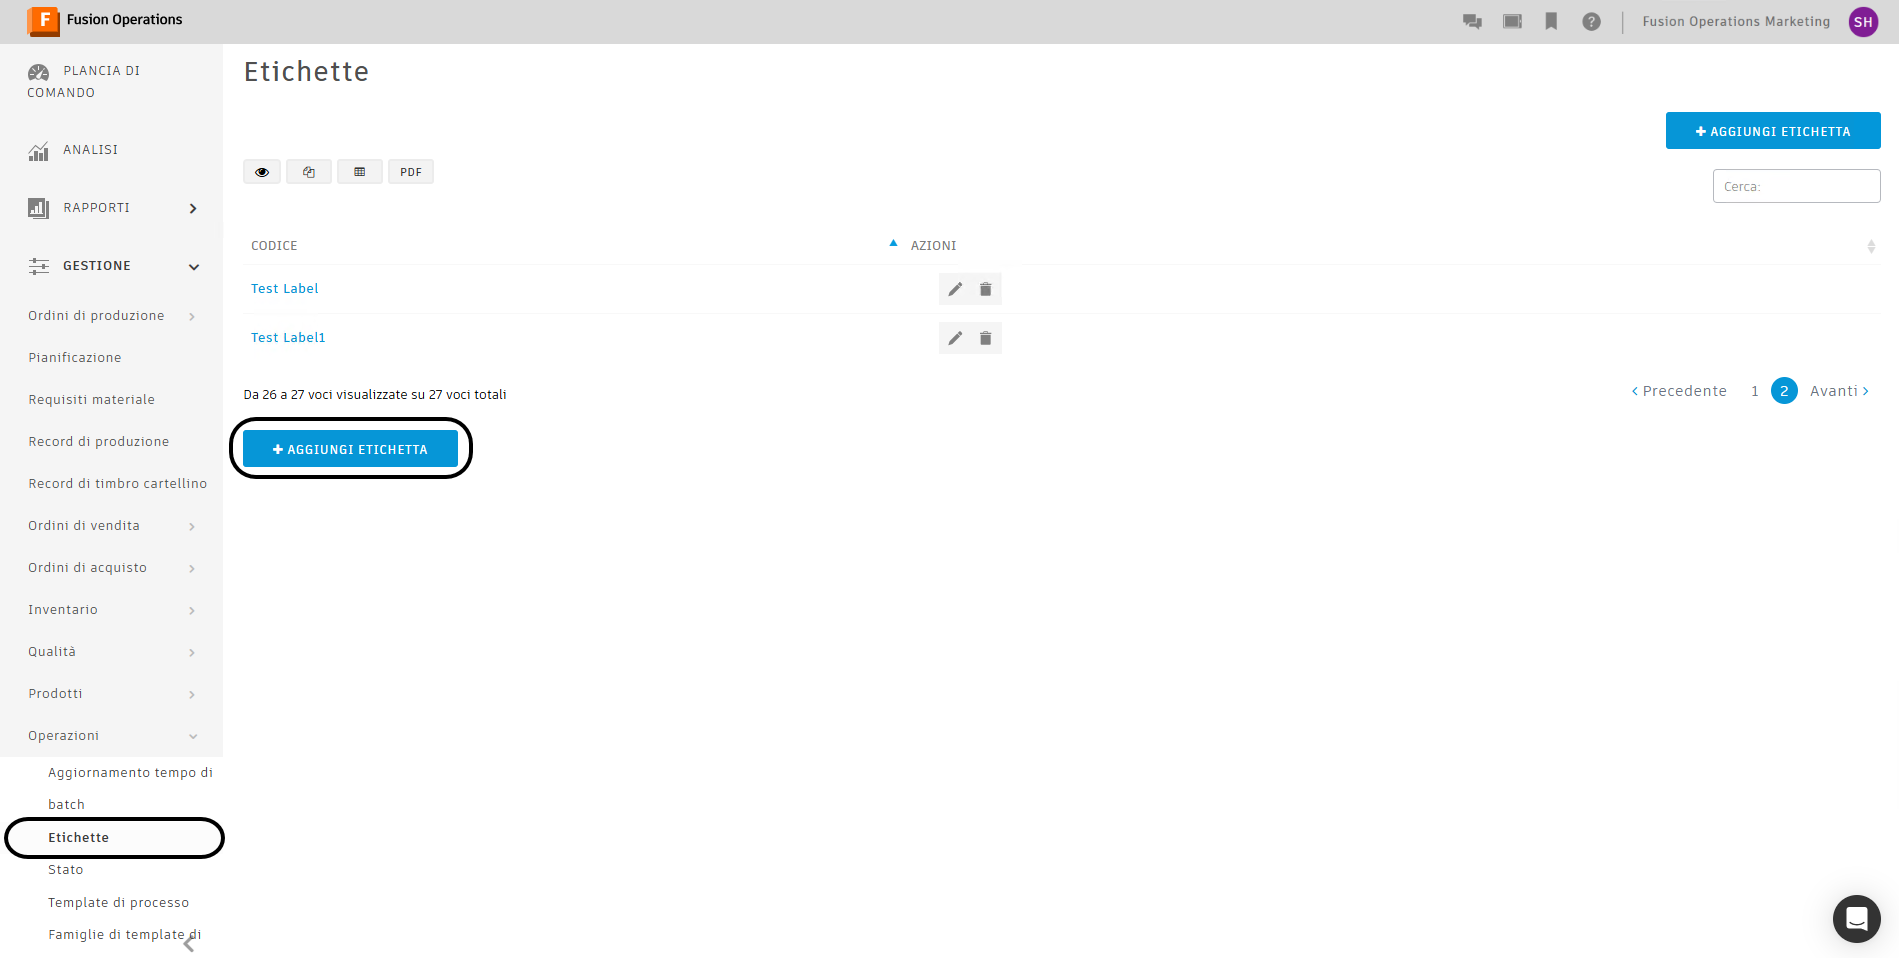 F Fusion Operations
? Fusion Operations Marketing SH
PLANCIA DI
COMANDO
ANALISI
RAPPORTI
GESTIONE
Ordini di produzione
Pianificazione
Requisiti materiale
Record di produzione
Record di timbro cartellino
Ordini di vendita
Ordini di acquisto
Inventario
Qualità
Prodotti
Operazioni
Aggiornamento tempo di
batch
Etichette
Stato
Template di processo
Famiglie di template di
Etichette
AGGIUNGI ETICHETTA
PDF
Cerca:
CODICE AZIONI
Test Label
Test Label1
Da 26 a 27 voci visualizzate su 27 voci totali
Precedente 1 2 Avanti
AGGIUNGI ETICHETTA